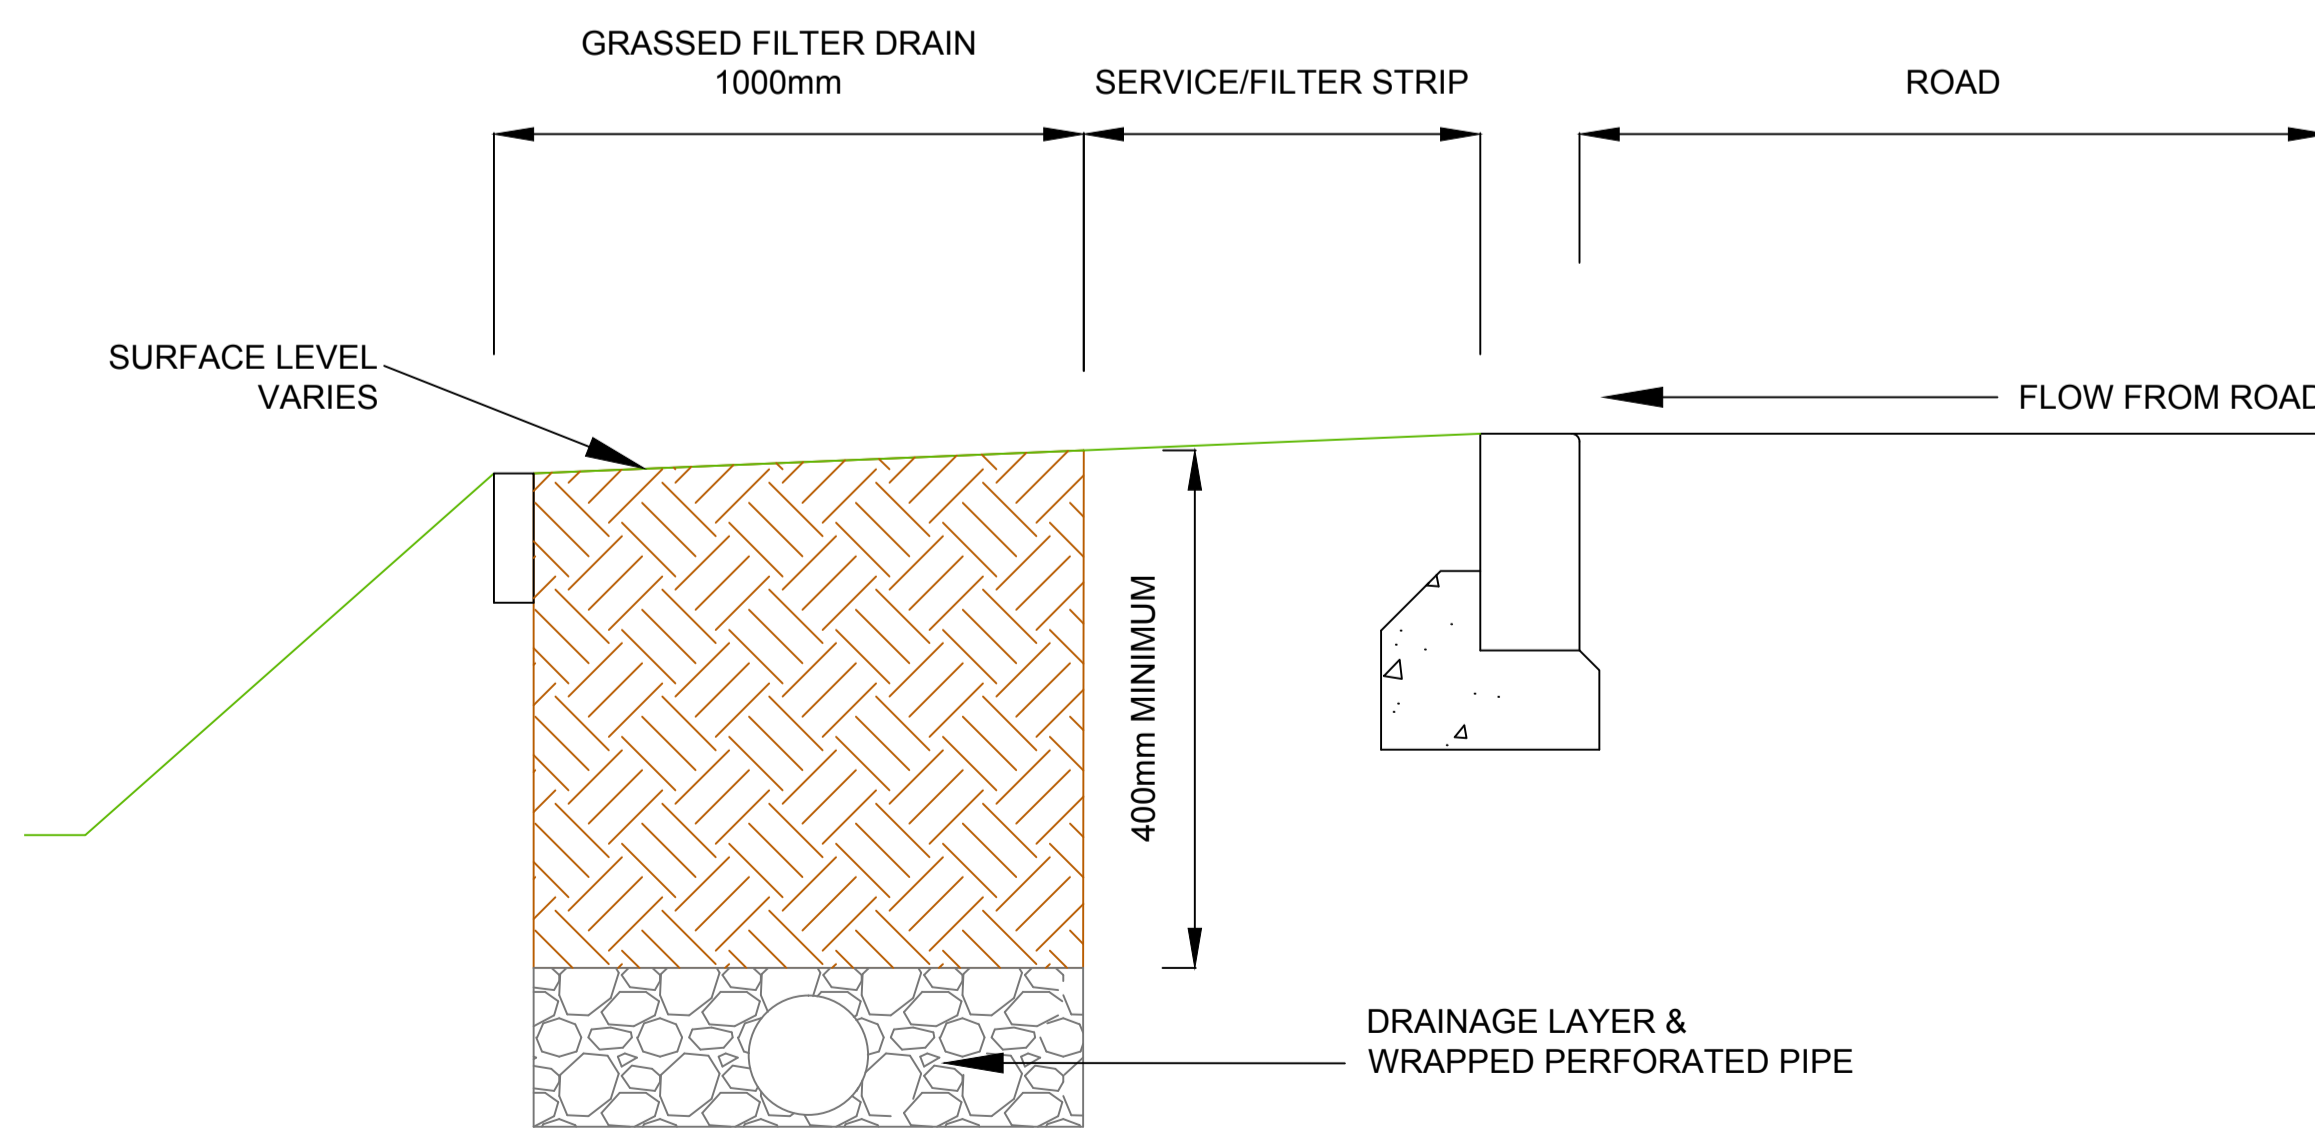 GRASSED FILTER DRAIN
1000mm
SERVICE/FILTER STRIP
ROAD
SURFACE LEVEL
VARIES
FLOW FROM ROAD
400mm MINIMUM
DRAINAGE LAYER &
WRAPPED PERFORATED PIPE